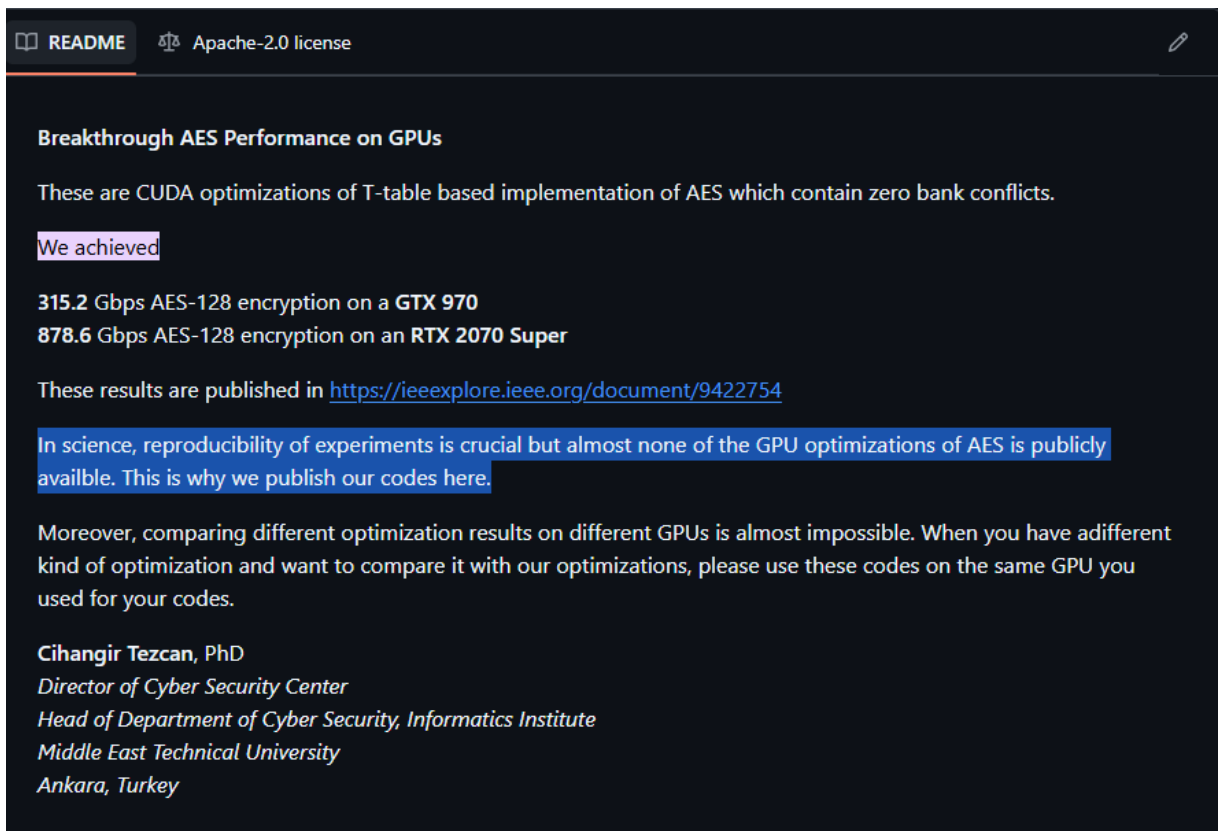 README Apache-2.0 license
Breakthrough AES Performance on GPUs
These are CUDA optimizations of T-table based implementation of AES which contain zero bank conflicts.
We achieved
315.2 Gbps AES-128 encryption on a GTX 970
878.6 Gbps AES-128 encryption on an RTX 2070 Super
These results are published in https://ieeexplore.ieee.org/document/9422754
In science, reproducibility of experiments is crucial but almost none of the GPU optimizations of AES is publicly
availble. This is why we publish our codes here.
Moreover, comparing different optimization results on different GPUs is almost impossible. When you have adifferent
kind of optimization and want to compare it with our optimizations, please use these codes on the same GPU you
used for your codes.
Cihangir Tezcan, PhD
Director of Cyber Security Center
Head of Department of Cyber Security, Informatics Institute
Middle East Technical University
Ankara, Turkey